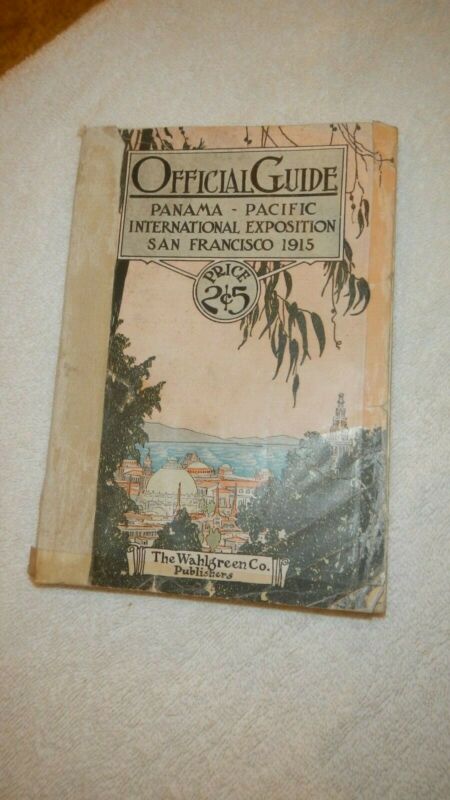 OFFICIAL GUIDE
PANAMA - PACIFIC
INTERNATIONAL EXPOSITION
SAN FRANCISCO 1915
PRICE
25¢
The Wahlgreen Co.
Publishers